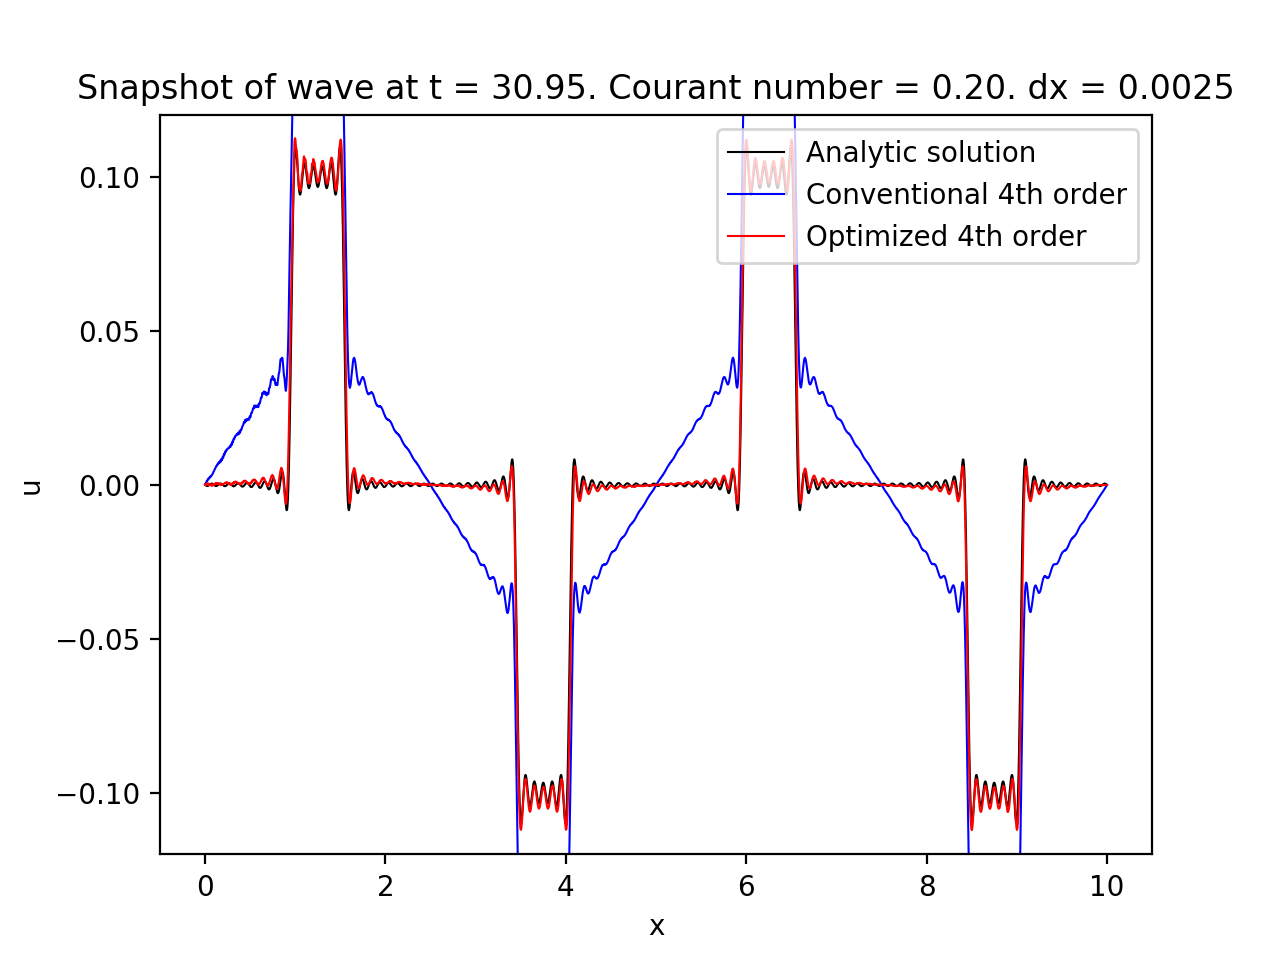 Snapshot of wave at t = 30.95. Courant number = 0.20. dx = 0.0025
Analytic solution
Conventional 4th order
Optimized 4th order
0.10
0.05
0.00
−0.05
−0.10
u
0 2 4 6 8 10
x